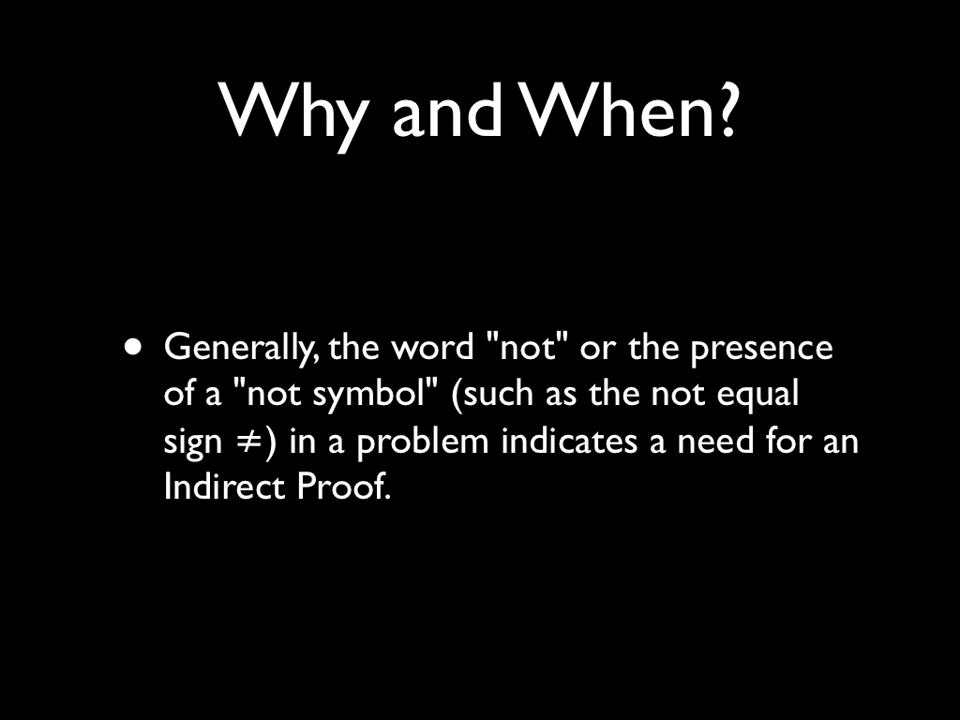 Why and When?
• Generally, the word "not" or the presence
of a "not symbol" (such as the not equal
sign ≠) in a problem indicates a need for an
Indirect Proof.